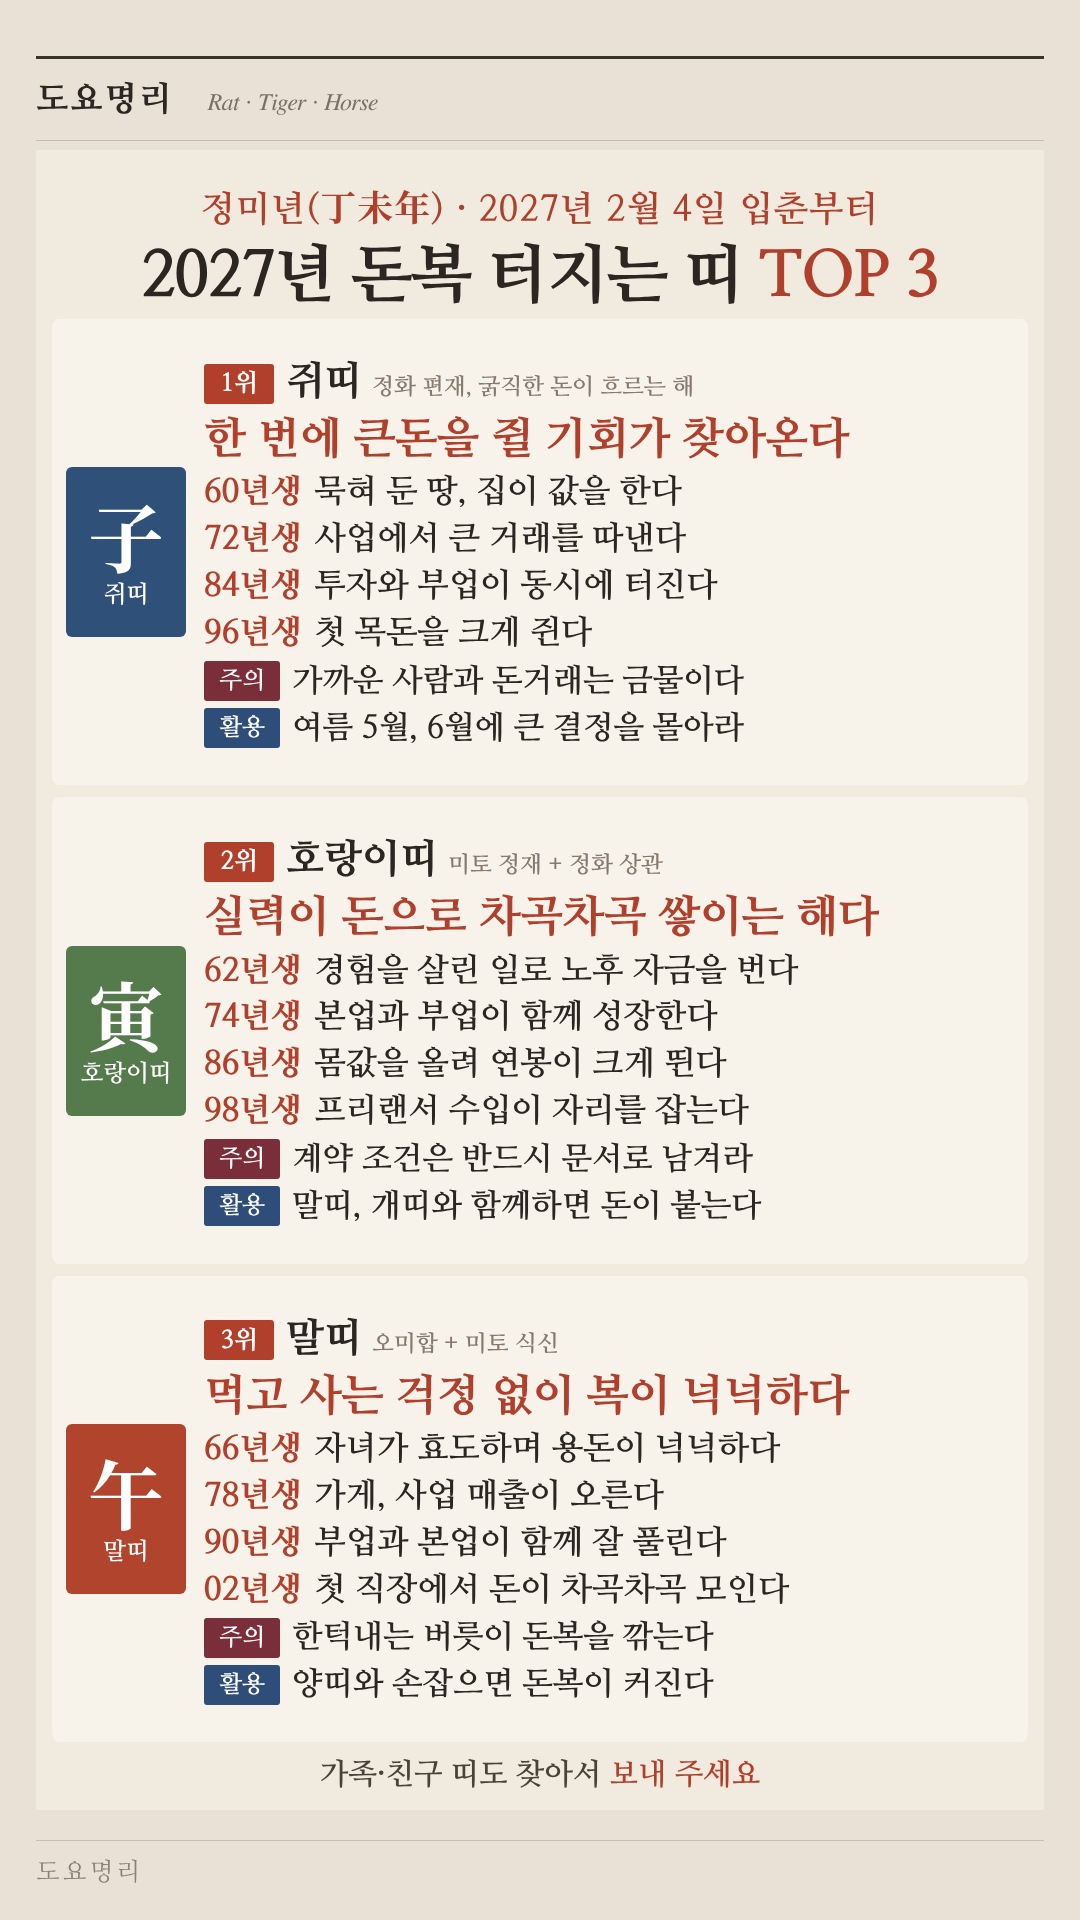 도요명리 Rat · Tiger · Horse
정미년(丁未年) · 2027년 2월 4일 입춘부터
2027년 돈복 터지는 띠 TOP 3
子
쥐띠
1위 쥐띠 정화 편재, 굵직한 돈이 흐르는 해
한 번에 큰돈을 쥘 기회가 찾아온다
60년생 묵혀 둔 땅, 집이 값을 한다
72년생 사업에서 큰 거래를 따낸다
84년생 투자와 부업이 동시에 터진다
96년생 첫 목돈을 크게 쥔다
주의 가까운 사람과 돈거래는 금물이다
활용 여름 5월, 6월에 큰 결정을 몰아라
寅
호랑이띠
2위 호랑이띠 미토 정재 + 정화 상관
실력이 돈으로 차곡차곡 쌓이는 해다
62년생 경험을 살린 일로 노후 자금을 번다
74년생 본업과 부업이 함께 성장한다
86년생 몸값을 올려 연봉이 크게 뛴다
98년생 프리랜서 수입이 자리를 잡는다
주의 계약 조건은 반드시 문서로 남겨라
활용 말띠, 개띠와 함께하면 돈이 붙는다
午
말띠
3위 말띠 오미합 + 미토 식신
먹고 사는 걱정 없이 복이 넉넉하다
66년생 자녀가 효도하며 용돈이 넉넉하다
78년생 가게, 사업 매출이 오른다
90년생 부업과 본업이 함께 잘 풀린다
02년생 첫 직장에서 돈이 차곡차곡 모인다
주의 한턱내는 버릇이 돈복을 깎는다
활용 양띠와 손잡으면 돈복이 커진다
가족·친구 띠도 찾아서 보내 주세요
도요명리